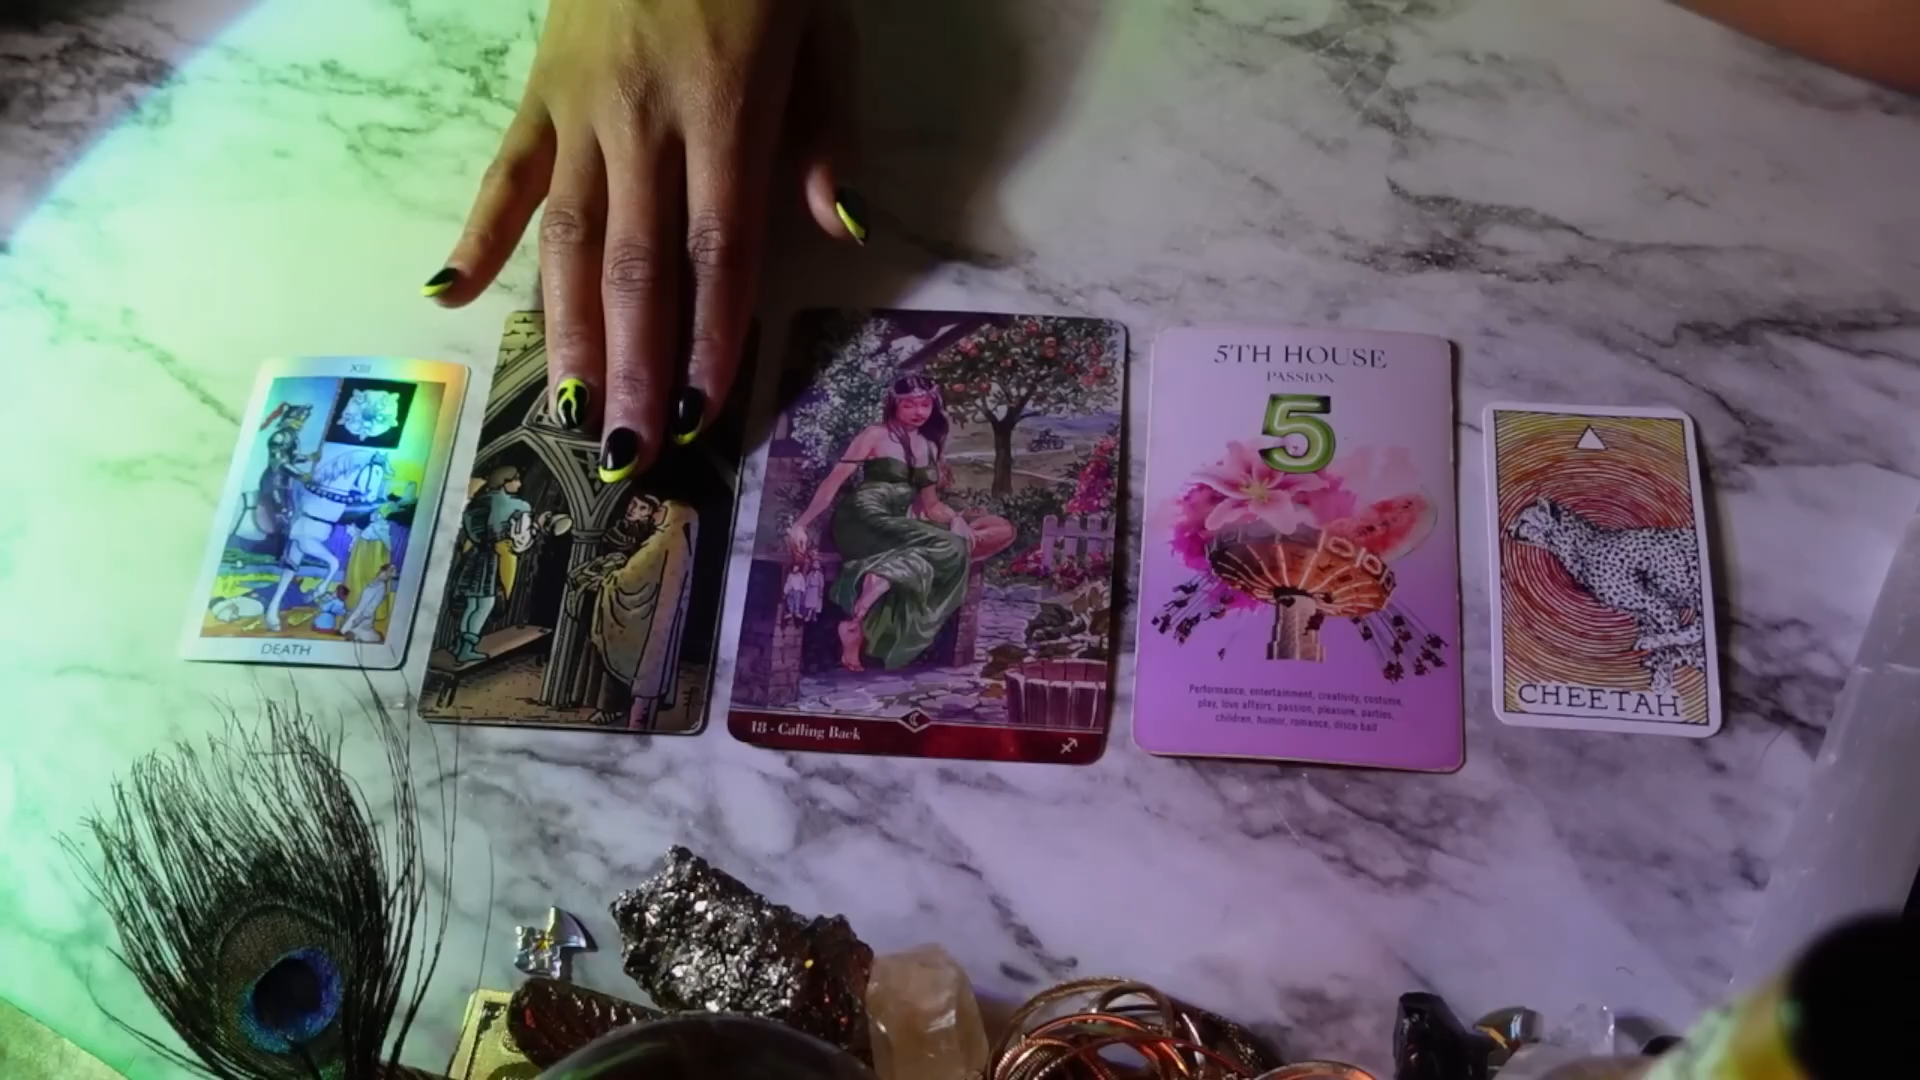 XIII
DEATH
18 - Calling Back
5TH HOUSE
PASSION
5
Performance, entertainment, creativity, costume,
play, love affairs, passion, pleasure, parties,
children, humor, romance, disco ball
CHEETAH